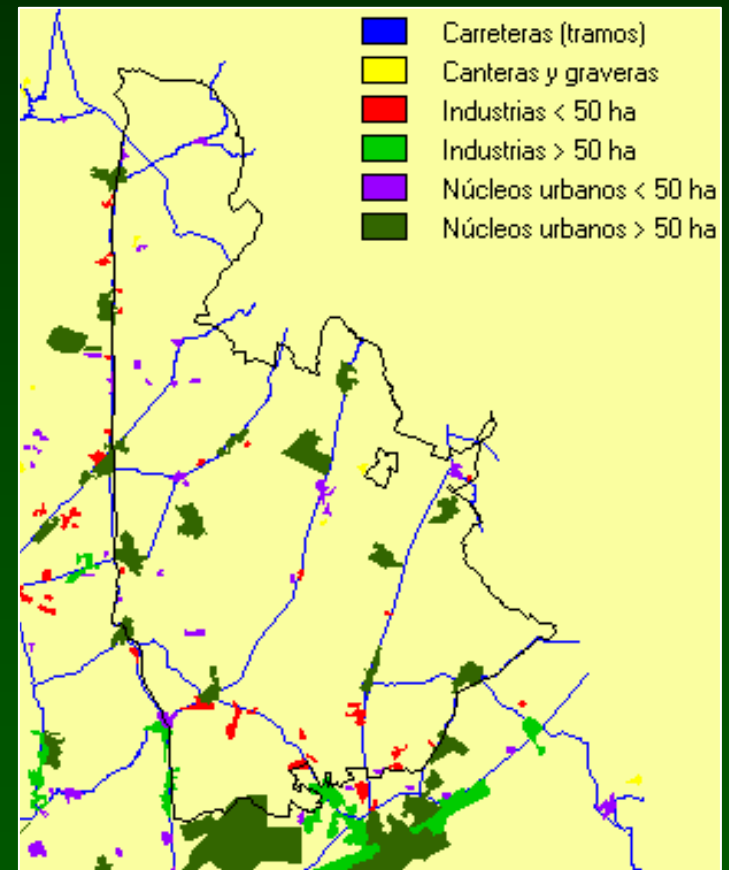 Carreteras (tramos)
Canteras y graveras
Industrias < 50 ha
Industrias > 50 ha
Núcleos urbanos < 50 ha
Núcleos urbanos > 50 ha